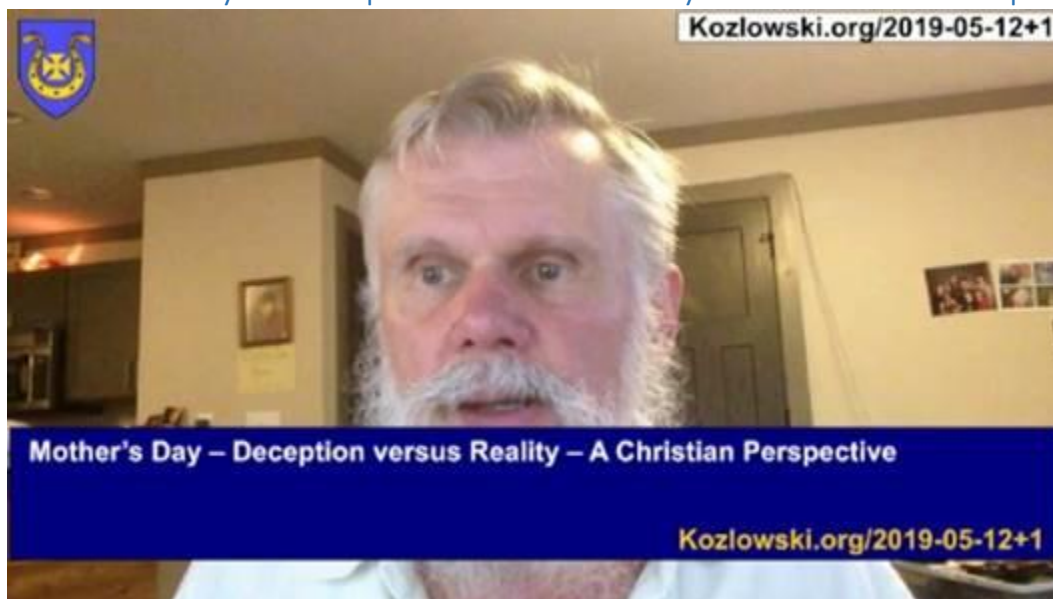 Kozlowski.org/2019-05-12+1
Mother's Day – Deception versus Reality – A Christian Perspective
Kozlowski.org/2019-05-12+1